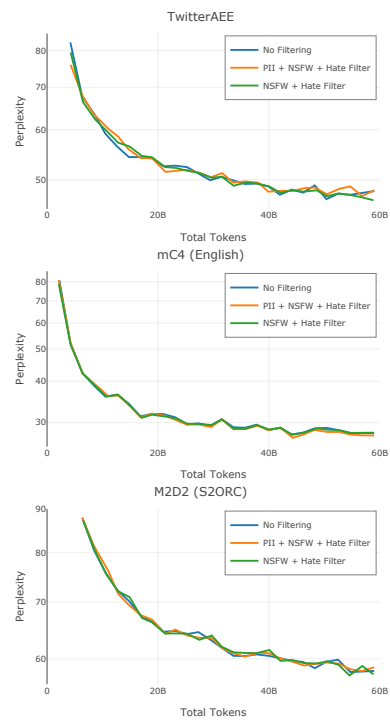 TwitterAEE
80
70
60
50
Perplexity
No Filtering
PII + NSFW + Hate Filter
NSFW + Hate Filter
0
20B
40B
60B
Total Tokens
mC4 (English)
80
70
60
50
40
30
Perplexity
No Filtering
PII + NSFW + Hate Filter
NSFW + Hate Filter
0
20B
40B
60B
Total Tokens
M2D2 (S2ORC)
90
80
70
60
Perplexity
No Filtering
PII + NSFW + Hate Filter
NSFW + Hate Filter
0
20B
40B
60B
Total Tokens